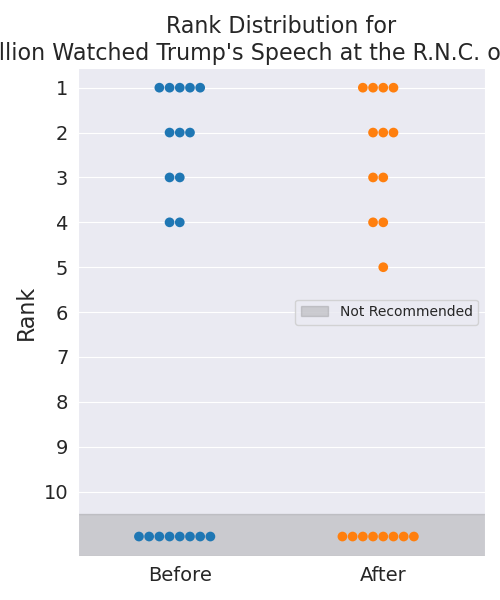 Rank Distribution for
llion Watched Trump's Speech at the R.N.C. o
1
2
3
4
5
6
7
8
9
10
Rank
Not Recommended
Before
After